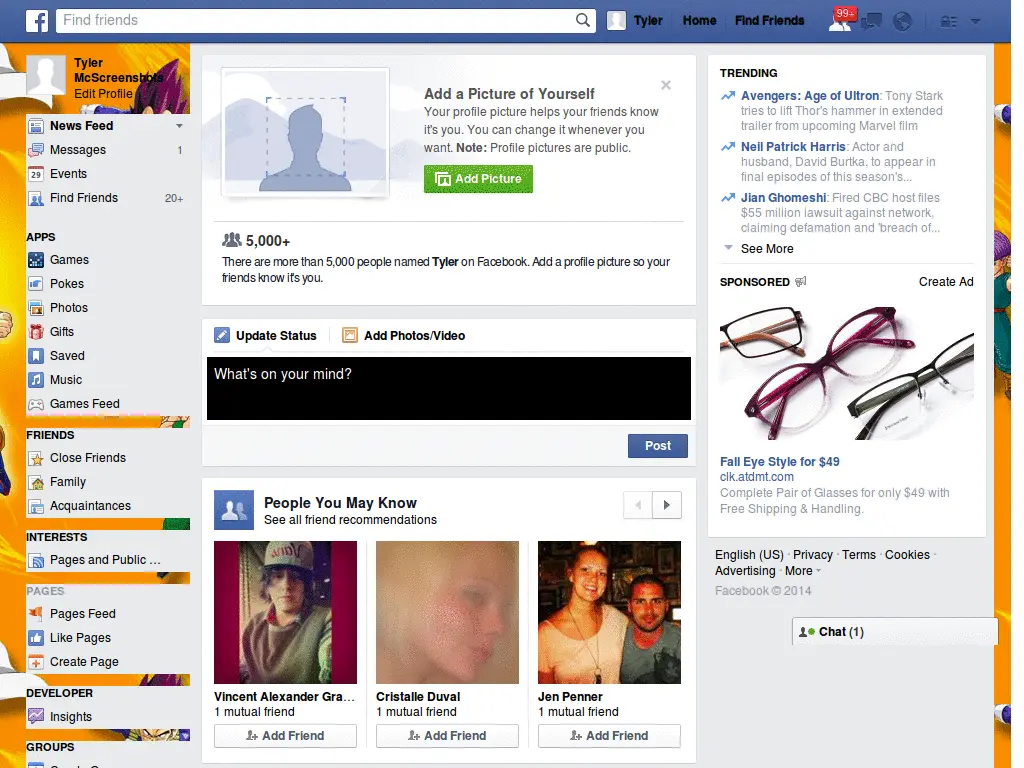 f
Find friends
Tyler
Home
Find Friends
99+
Tyler
McScreenshots
Edit Profile
News Feed
Messages 1
29 Events
Find Friends 20+
APPS
Games
Pokes
Photos
Gifts
Saved
Music
Games Feed
FRIENDS
Close Friends
Family
Acquaintances
INTERESTS
Pages and Public ...
PAGES
Pages Feed
Like Pages
Create Page
DEVELOPER
Insights
GROUPS
Add a Picture of Yourself
Your profile picture helps your friends know
it's you. You can change it whenever you
want. Note: Profile pictures are public.
Add Picture
5,000+
There are more than 5,000 people named Tyler on Facebook. Add a profile picture so your
friends know it's you.
Update Status
Add Photos/Video
What's on your mind?
Post
People You May Know
See all friend recommendations
Vincent Alexander Gra...
1 mutual friend
Add Friend
Cristalle Duval
1 mutual friend
Add Friend
Jen Penner
1 mutual friend
Add Friend
TRENDING
Avengers: Age of Ultron: Tony Stark
tries to lift Thor's hammer in extended
trailer from upcoming Marvel film
Neil Patrick Harris: Actor and
husband, David Burtka, to appear in
final episodes of this season's...
Jian Ghomeshi: Fired CBC host files
$55 million lawsuit against network,
claiming defamation and 'breach of...
See More
SPONSORED
Create Ad
Fall Eye Style for $49
clk.atdmt.com
Complete Pair of Glasses for only $49 with
Free Shipping & Handling.
English (US) · Privacy · Terms · Cookies ·
Advertising · More
Facebook © 2014
Chat (1)